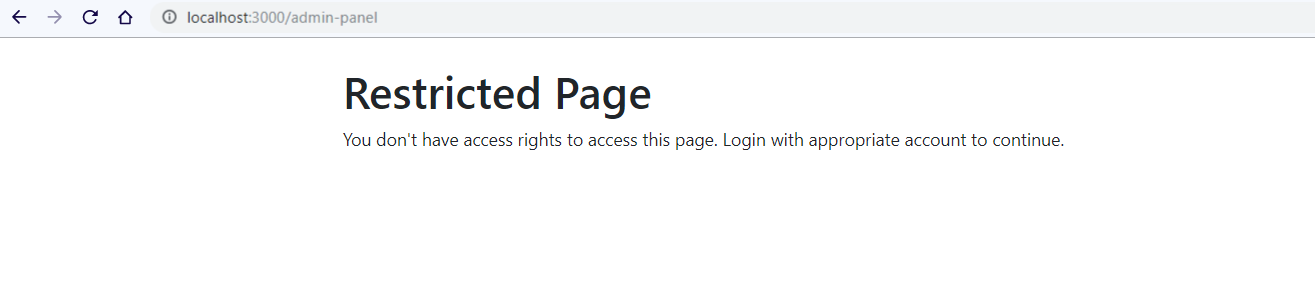 localhost:3000/admin-panel
Restricted Page
You don't have access rights to access this page. Login with appropriate account to continue.